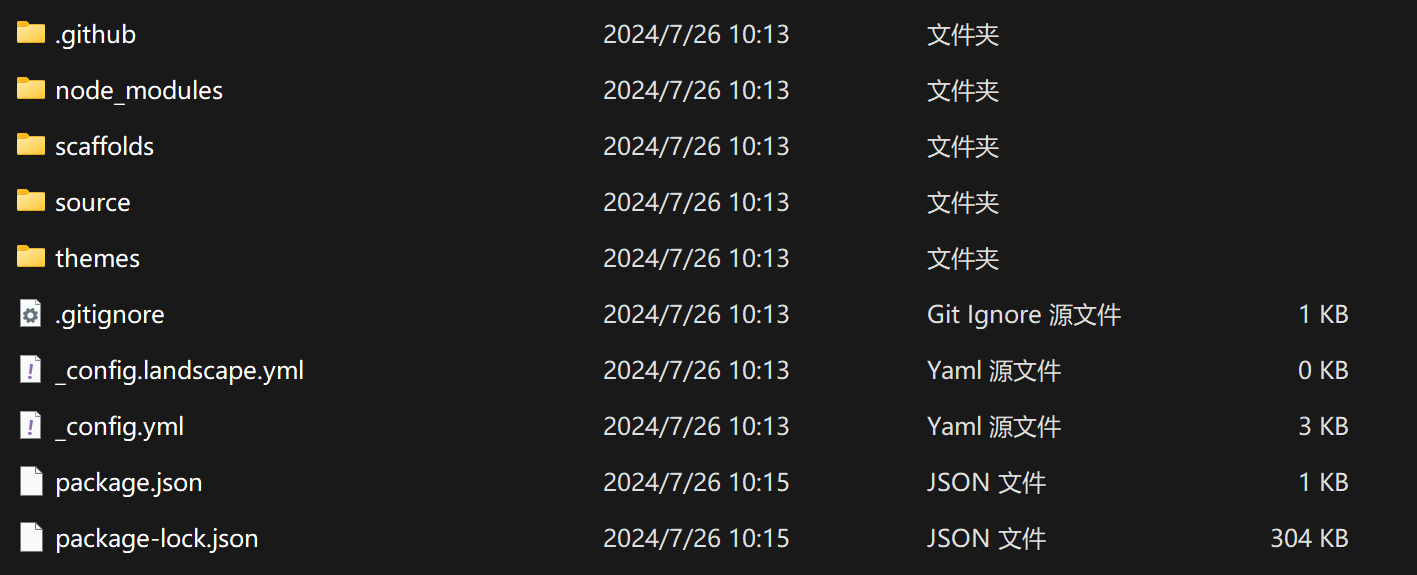 .github 2024/7/26 10:13 文件夹
node_modules 2024/7/26 10:13 文件夹
scaffolds 2024/7/26 10:13 文件夹
source 2024/7/26 10:13 文件夹
themes 2024/7/26 10:13 文件夹
.gitignore 2024/7/26 10:13 Git Ignore 源文件 1 KB
_config.landscape.yml 2024/7/26 10:13 Yaml 源文件 0 KB
_config.yml 2024/7/26 10:13 Yaml 源文件 3 KB
package.json 2024/7/26 10:15 JSON 文件 1 KB
package-lock.json 2024/7/26 10:15 JSON 文件 304 KB